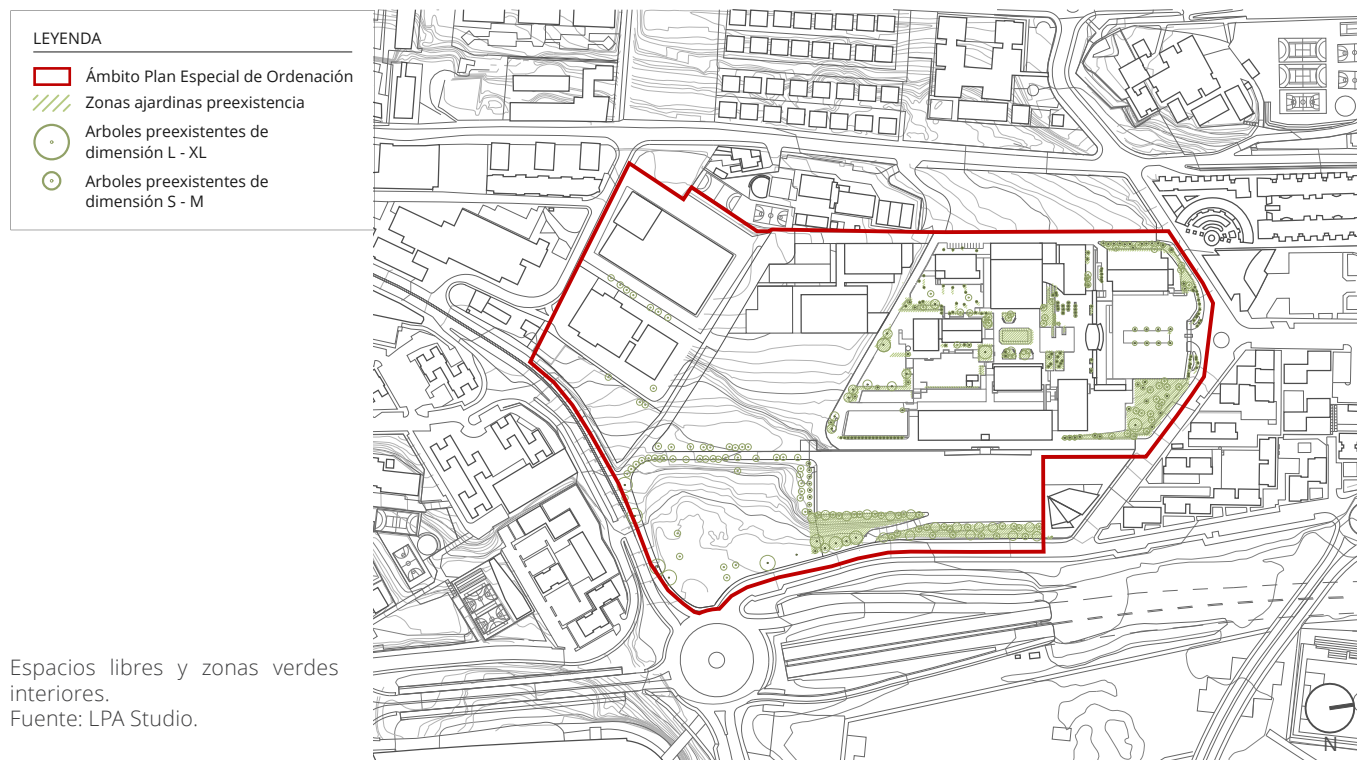 LEYENDA
Ámbito Plan Especial de Ordenación
Zonas ajardinas preexistencia
Arboles preexistentes de
dimensión L - XL
Arboles preexistentes de
dimensión S - M
Espacios libres y zonas verdes
interiores.
Fuente: LPA Studio.
N